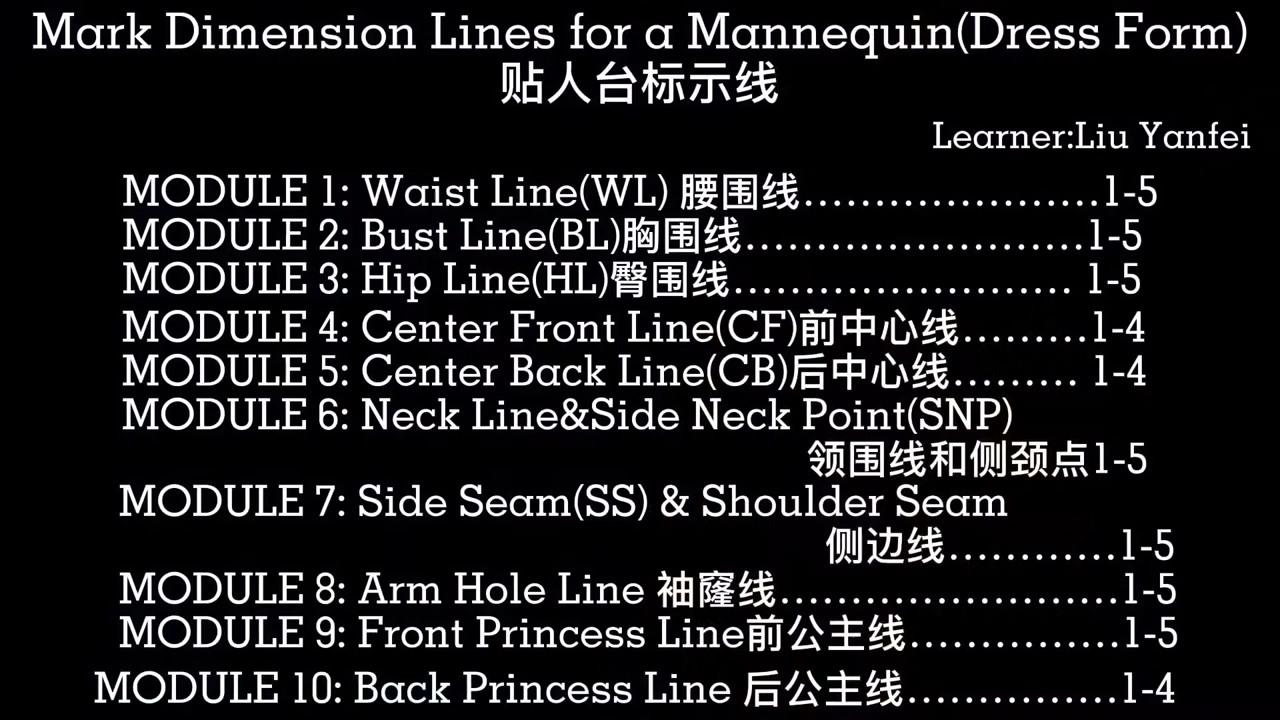 Mark Dimension Lines for a Mannequin(Dress Form)
贴人台标示线
Learner:Liu Yanfei
MODULE 1: Waist Line(WL) 腰围线.........................1-5
MODULE 2: Bust Line(BL)胸围线............................1-5
MODULE 3: Hip Line(HL)臀围线............................ 1-5
MODULE 4: Center Front Line(CF)前中心线...........1-4
MODULE 5: Center Back Line(CB)后中心线.......... 1-4
MODULE 6: Neck Line&Side Neck Point(SNP)
领围线和侧颈点1-5
MODULE 7: Side Seam(SS) & Shoulder Seam
侧边线..............1-5
MODULE 8: Arm Hole Line 袖窿线............................1-5
MODULE 9: Front Princess Line前公主线..................1-5
MODULE 10: Back Princess Line 后公主线..................1-4